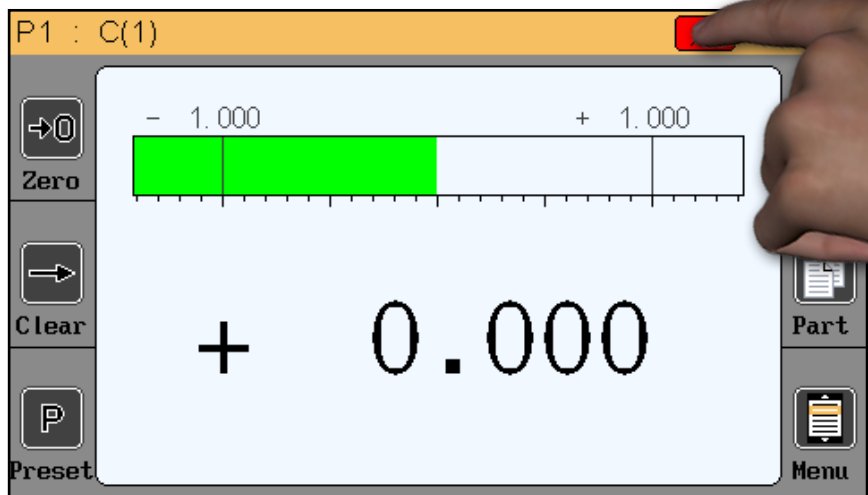 P1 : C(1)
- 1.000 + 1.000
Zero
Clear
+ 0.000
Part
P
Preset
Menu